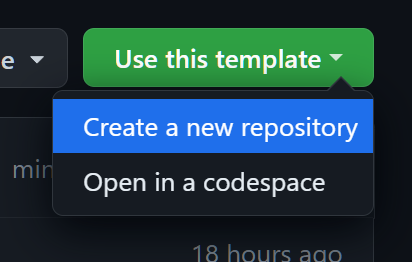 e
Use this template
Create a new repository
min
Open in a codespace
18 hours ago